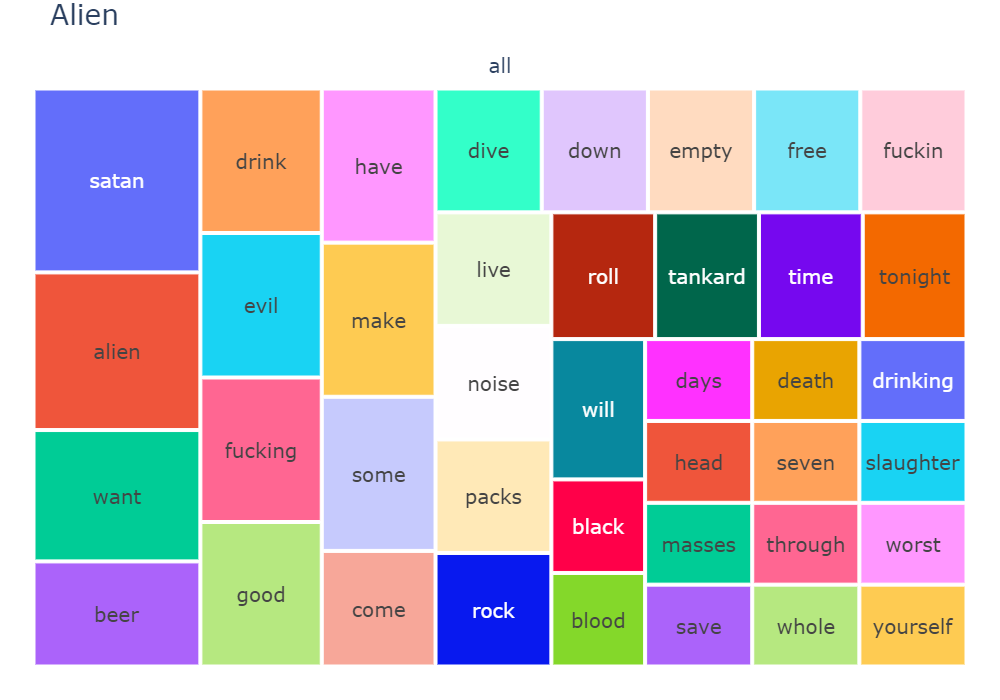 Alien
all
satan
alien
want
beer
drink
evil
fucking
good
have
make
some
come
dive
down
empty
free
fuckin
live
noise
packs
rock
roll
tankard
time
tonight
will
black
blood
days
death
drinking
head
seven
slaughter
masses
through
worst
save
whole
yourself